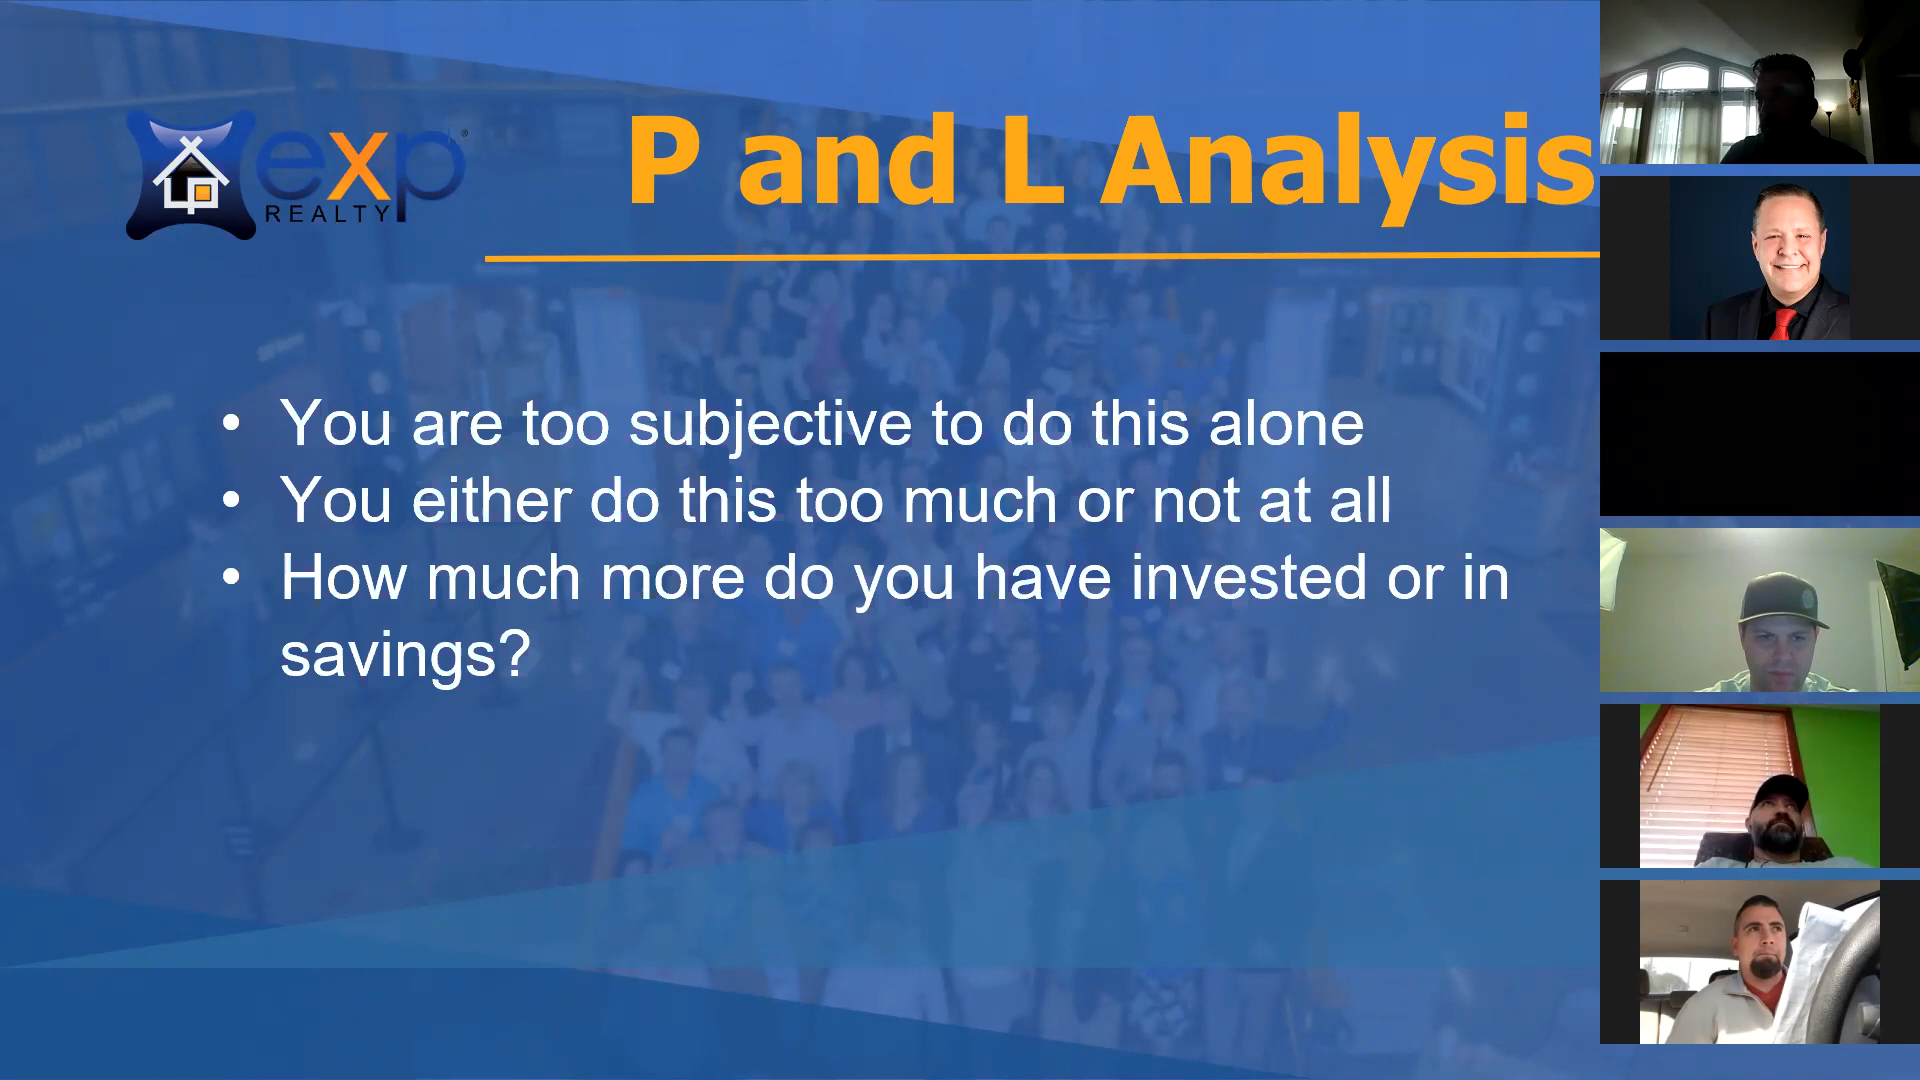 exp®
REALTY
P and L Analysis
• You are too subjective to do this alone
• You either do this too much or not at all
• How much more do you have invested or in
savings?